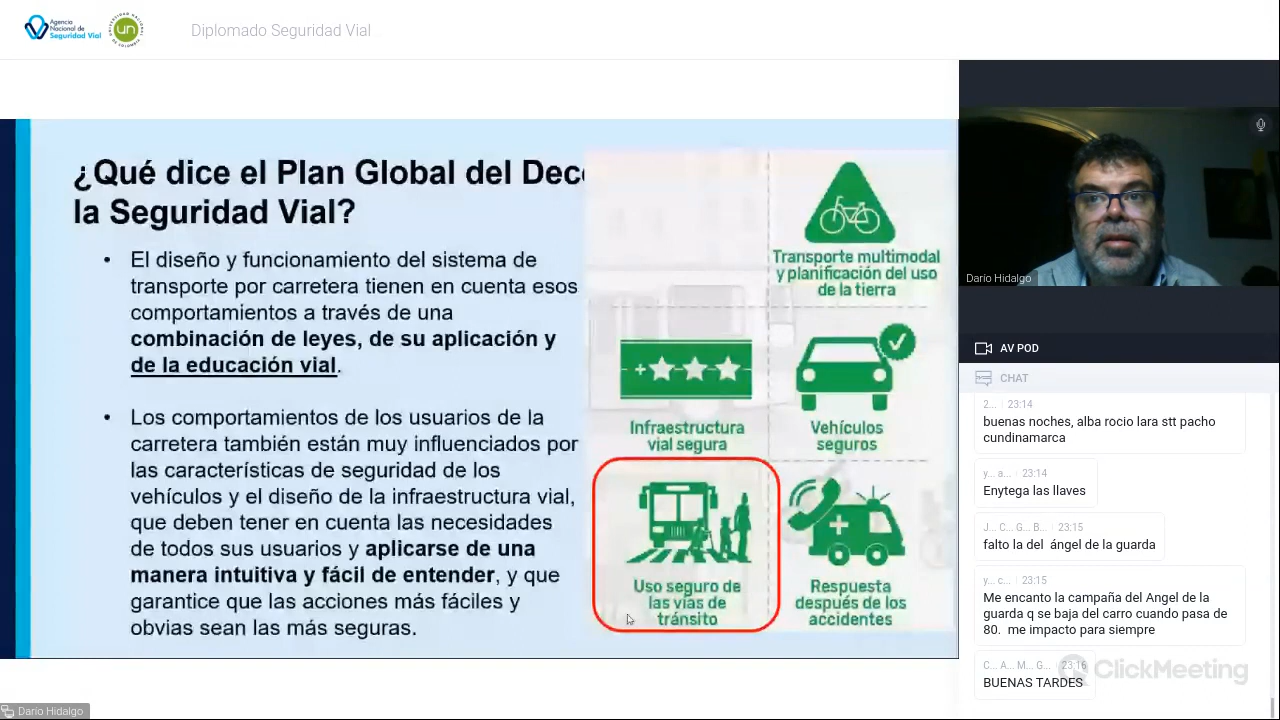 Agencia
Nacional de
Seguridad Vial
un
Diplomado Seguridad Vial
¿Qué dice el Plan Global del Dec
la Seguridad Vial?
• El diseño y funcionamiento del sistema de
transporte por carretera tienen en cuenta esos
comportamientos a través de una
combinación de leyes, de su aplicación y
de la educación vial.
• Los comportamientos de los usuarios de la
carretera también están muy influenciados por
las características de seguridad de los
vehículos y el diseño de la infraestructura vial,
que deben tener en cuenta las necesidades
de todos sus usuarios y aplicarse de una
manera intuitiva y fácil de entender, y que
garantice que las acciones más fáciles y
obvias sean las más seguras.
Transporte multimodal
y planificación del uso
de la tierra
Infraestructura
vial segura
Vehículos
seguros
Uso seguro de
las vías de
tránsito
Respuesta
después de los
accidentes
Darío Hidalgo
AV POD
CHAT
2... 23:14
buenas noches, alba rocio lara stt pacho
cundinamarca
y... a... 23:14
Enytega las llaves
J... C... G... B... 23:15
falto la del ángel de la guarda
y... c... 23:15
Me encanto la campaña del Angel de la
guarda q se baja del carro cuando pasa de
80. me impacto para siempre
C... A... M... G... 23:16
BUENAS TARDES
ClickMeeting
Darío Hidalgo